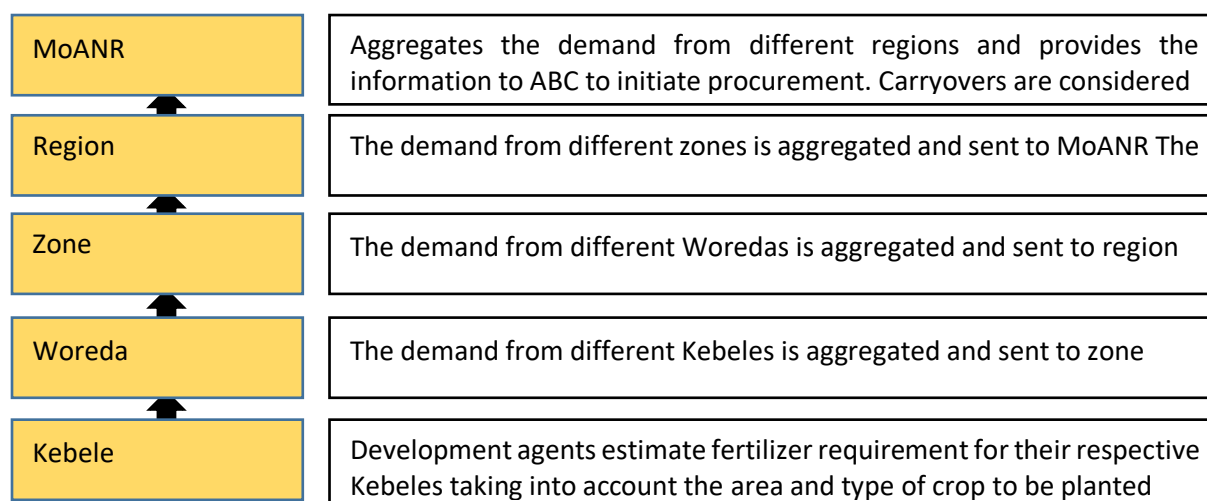 MoANR
Aggregates the demand from different regions and provides the
information to ABC to initiate procurement. Carryovers are considered
Region
The demand from different zones is aggregated and sent to MoANR The
Zone
The demand from different Woredas is aggregated and sent to region
Woreda
The demand from different Kebeles is aggregated and sent to zone
Kebele
Development agents estimate fertilizer requirement for their respective
Kebeles taking into account the area and type of crop to be planted